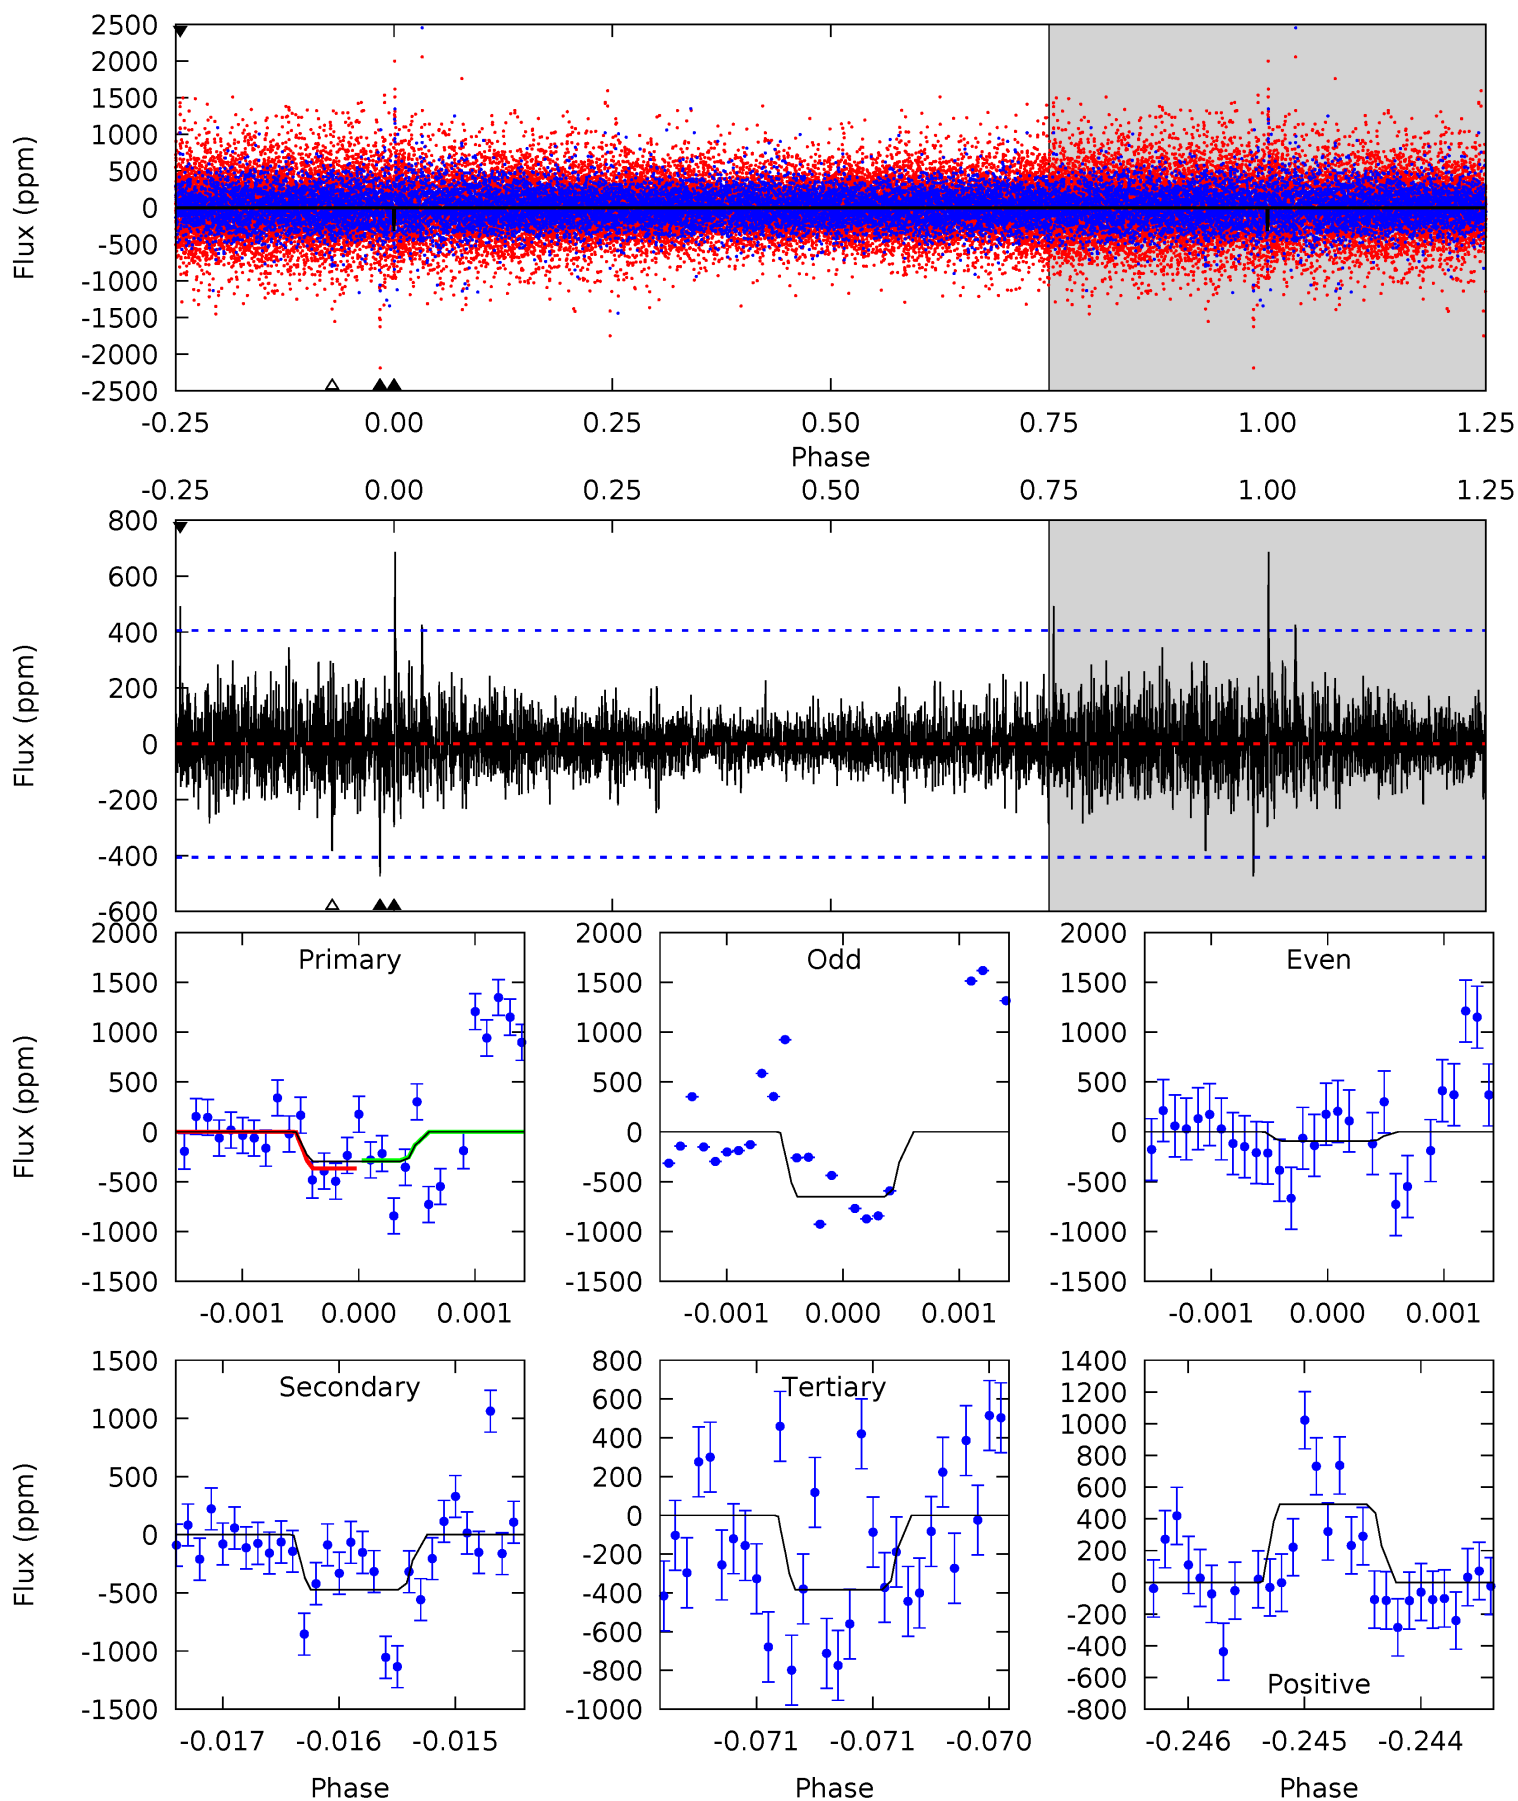 2500
2000
1500
1000
500
0
-500
-1000
-1500
-2000
-2500
Flux (ppm)
-0.25 0.00 0.25 0.50 0.75 1.00 1.25
Phase
-0.25 0.00 0.25 0.50 0.75 1.00 1.25
800
600
400
200
0
-200
-400
-600
Flux (ppm)
Primary Odd Even
2000 2000 2000
1500 1500 1500
1000 1000 1000
500 500 500
0 0 0
-500 -500 -500
-1000 -1000 -1000
-1500 -1500 -1500
Flux (ppm)
-0.001 0.000 0.001 -0.001 0.000 0.001 -0.001 0.000 0.001
Secondary Tertiary
1500
1000
500
0
-500
-1000
-1500
Flux (ppm)
800
600
400
200
0
-200
-400
-600
-800
-1000
1400
1200
1000
800
600
400
200
0
-200
-400
-600
-800
Positive
-0.017 -0.016 -0.015 -0.071 -0.071 -0.070 -0.246 -0.245 -0.244
Phase Phase Phase